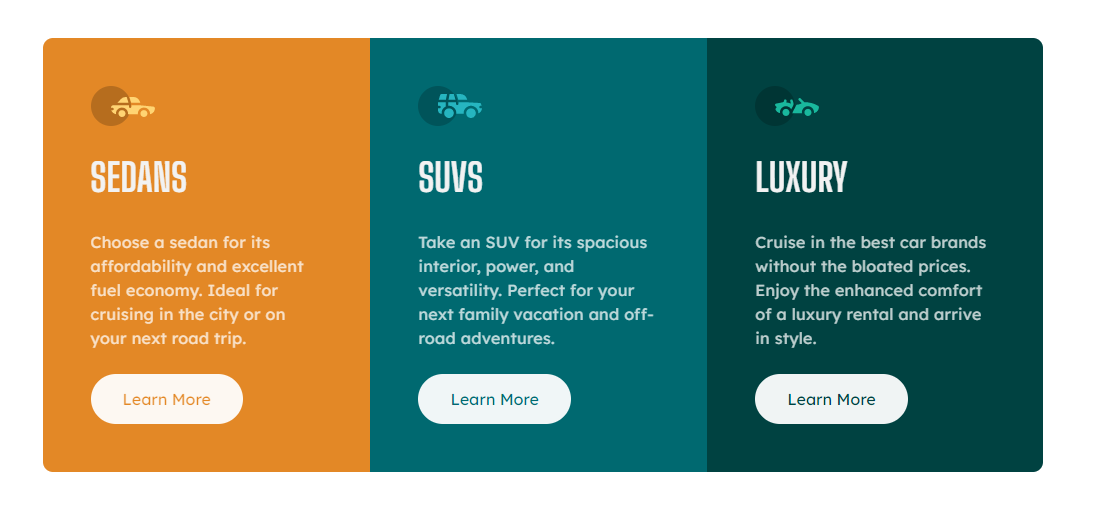 SEDANS
Choose a sedan for its
affordability and excellent
fuel economy. Ideal for
cruising in the city or on
your next road trip.
Learn More
SUVS
Take an SUV for its spacious
interior, power, and
versatility. Perfect for your
next family vacation and off-
road adventures.
Learn More
LUXURY
Cruise in the best car brands
without the bloated prices.
Enjoy the enhanced comfort
of a luxury rental and arrive
in style.
Learn More